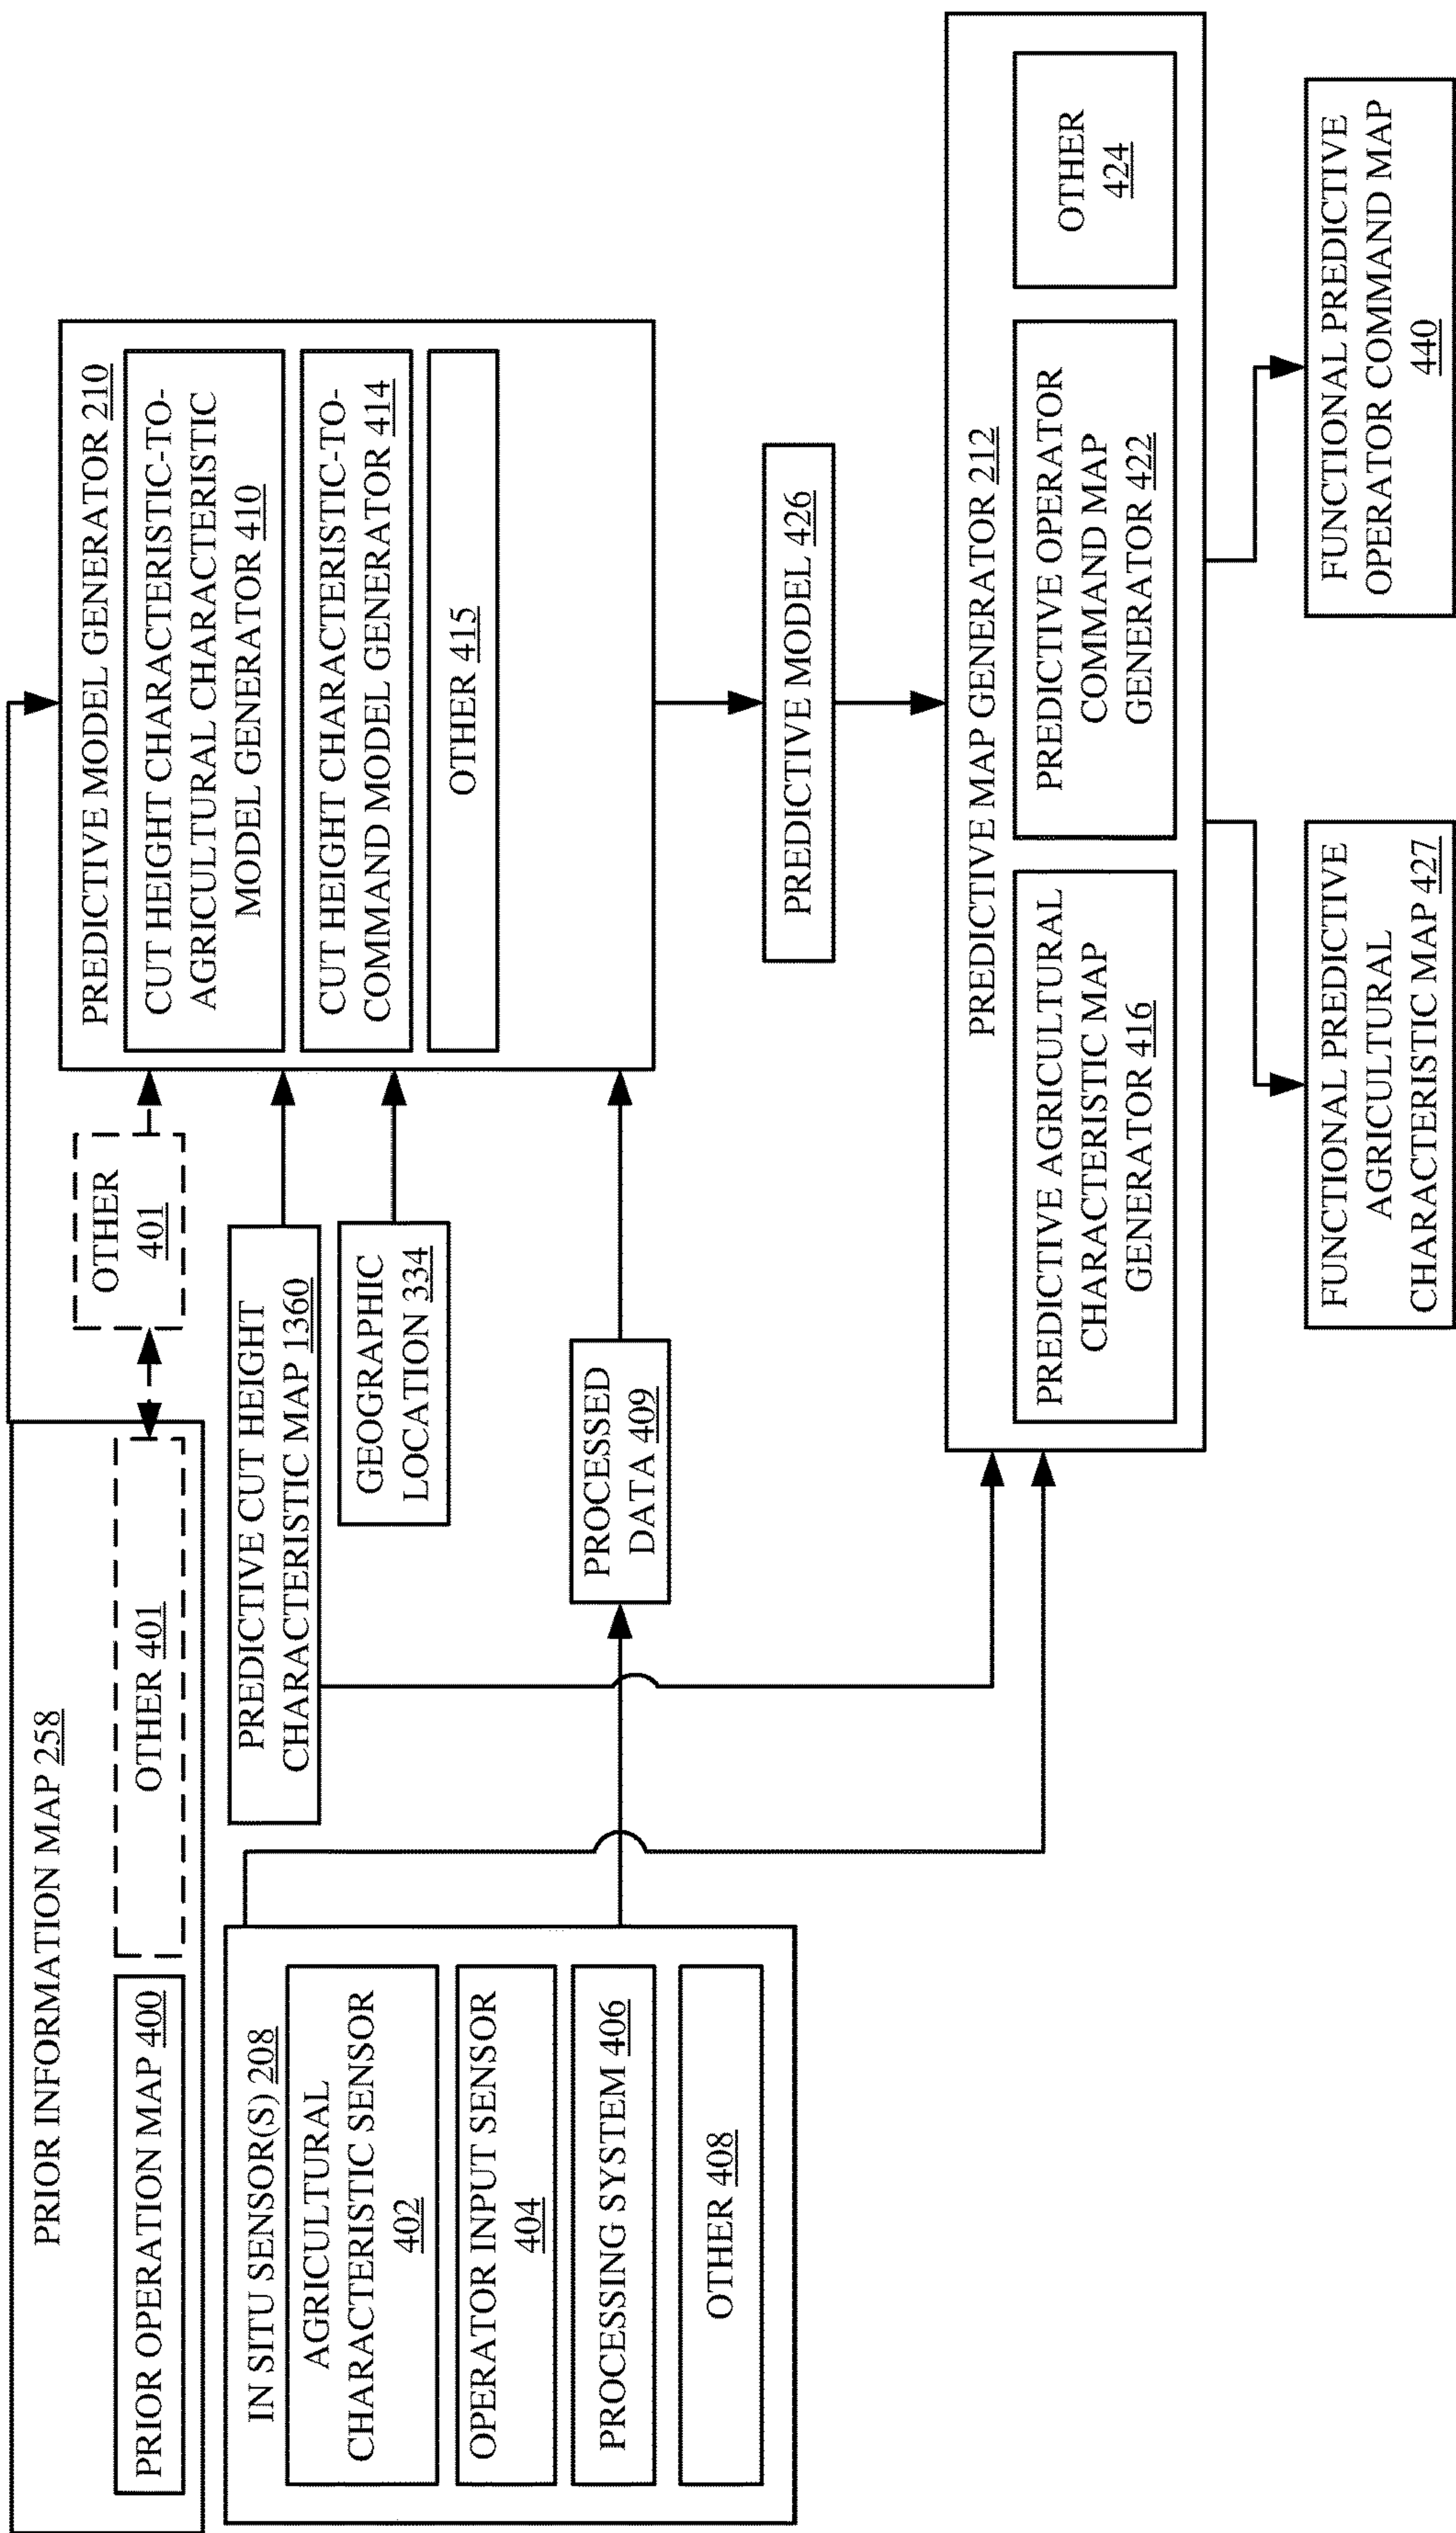 PRIOR INFORMATION MAP 258
PRIOR OPERATION MAP 400
OTHER 401
OTHER
401
IN SITU SENSOR(S) 208
AGRICULTURAL
CHARACTERISTIC SENSOR
402
OPERATOR INPUT SENSOR
404
PROCESSING SYSTEM 406
OTHER 408
PREDICTIVE CUT HEIGHT
CHARACTERISTIC MAP 1360
GEOGRAPHIC
LOCATION 334
PROCESSED
DATA 409
PREDICTIVE MODEL GENERATOR 210
CUT HEIGHT CHARACTERISTIC-TO-
AGRICULTURAL CHARACTERISTIC
MODEL GENERATOR 410
CUT HEIGHT CHARACTERISTIC-TO-
COMMAND MODEL GENERATOR 414
OTHER 415
PREDICTIVE MODEL 426
PREDICTIVE MAP GENERATOR 212
PREDICTIVE AGRICULTURAL
CHARACTERISTIC MAP
GENERATOR 416
PREDICTIVE OPERATOR
COMMAND MAP
GENERATOR 422
OTHER
424
FUNCTIONAL PREDICTIVE
AGRICULTURAL
CHARACTERISTIC MAP 427
FUNCTIONAL PREDICTIVE
OPERATOR COMMAND MAP
440